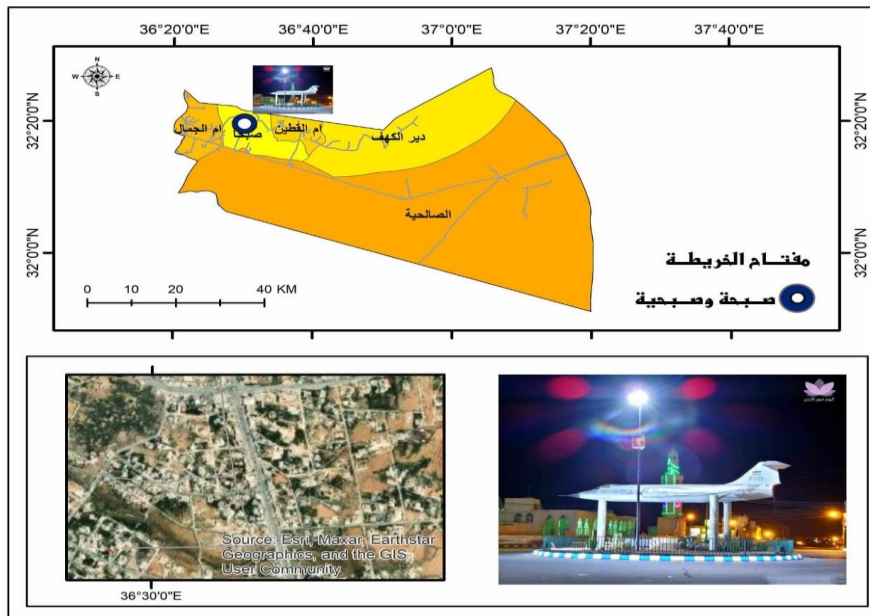 36°20'0"E 36°40'0"E 37°0'0"E 37°20'0"E 37°40'0"E
N
W E
S
32°20'0"N 32°20'0"N
ام الجمال صبحا ام القطين دير الكهف
الصالحية
32°0'0"N 32°0'0"N
مفتاح الخريطة
صبحة وصبحية
0 10 20 40 KM
Source: Esri, Maxar, Earthstar
Geographics, and the GIS
User Community
36°30'0"E